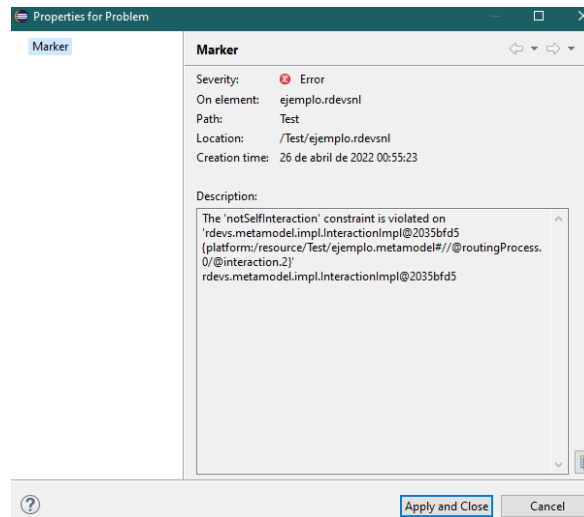 Properties for Problem
Marker
Marker
Severity: Error
On element: ejemplo.rdevsnl
Path: Test
Location: /Test/ejemplo.rdevsnl
Creation time: 26 de abril de 2022 00:55:23
Description:
The 'notSelfInteraction' constraint is violated on
'rdevs.metamodel.impl.InteractionImpl@2035bfd5
{platform:/resource/Test/ejemplo.metamodel#//@routingProcess.
0/@interaction.2}'
rdevs.metamodel.impl.InteractionImpl@2035bfd5
Apply and Close Cancel